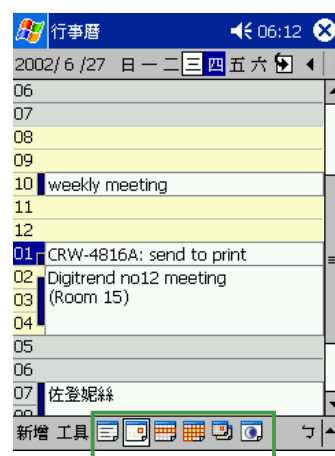 行事曆 06:12
2002/ 6 /27 日 一 二 三 四 五 六
06
07
08
09
10 weekly meeting
11
12
01 CRW-4816A: send to print
02 Digitrend no12 meeting
03 (Room 15)
04
05
06
07 佐登妮絲
新增 工具 ㄅ